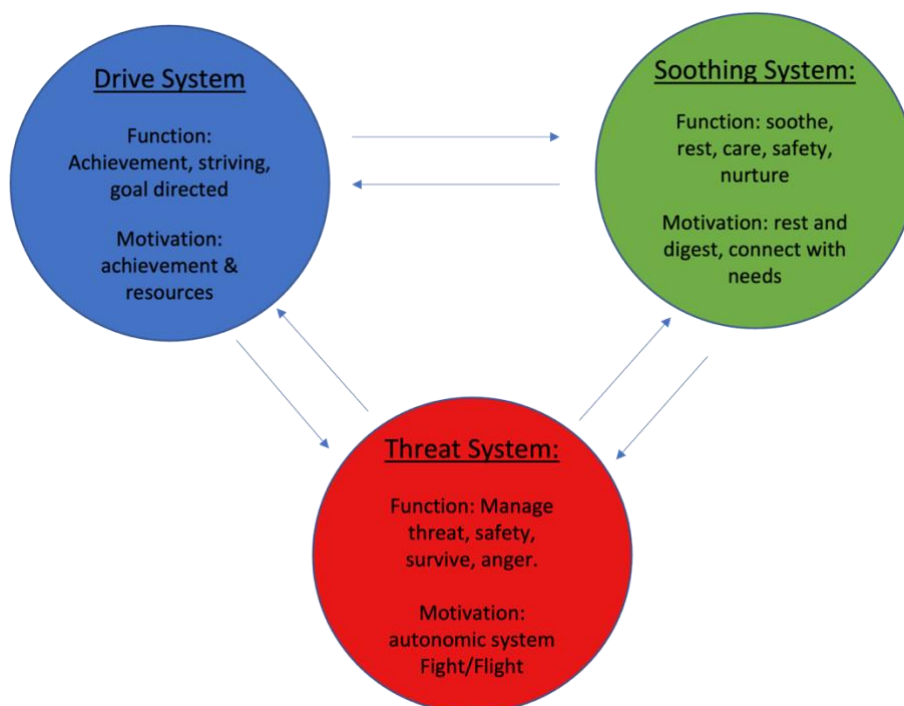 Drive System
Function:
Achievement, striving,
goal directed
Motivation:
achievement &
resources
Soothing System:
Function: soothe,
rest, care, safety,
nurture
Motivation: rest and
digest, connect with
needs
Threat System:
Function: Manage
threat, safety,
survive, anger.
Motivation:
autonomic system
Fight/Flight